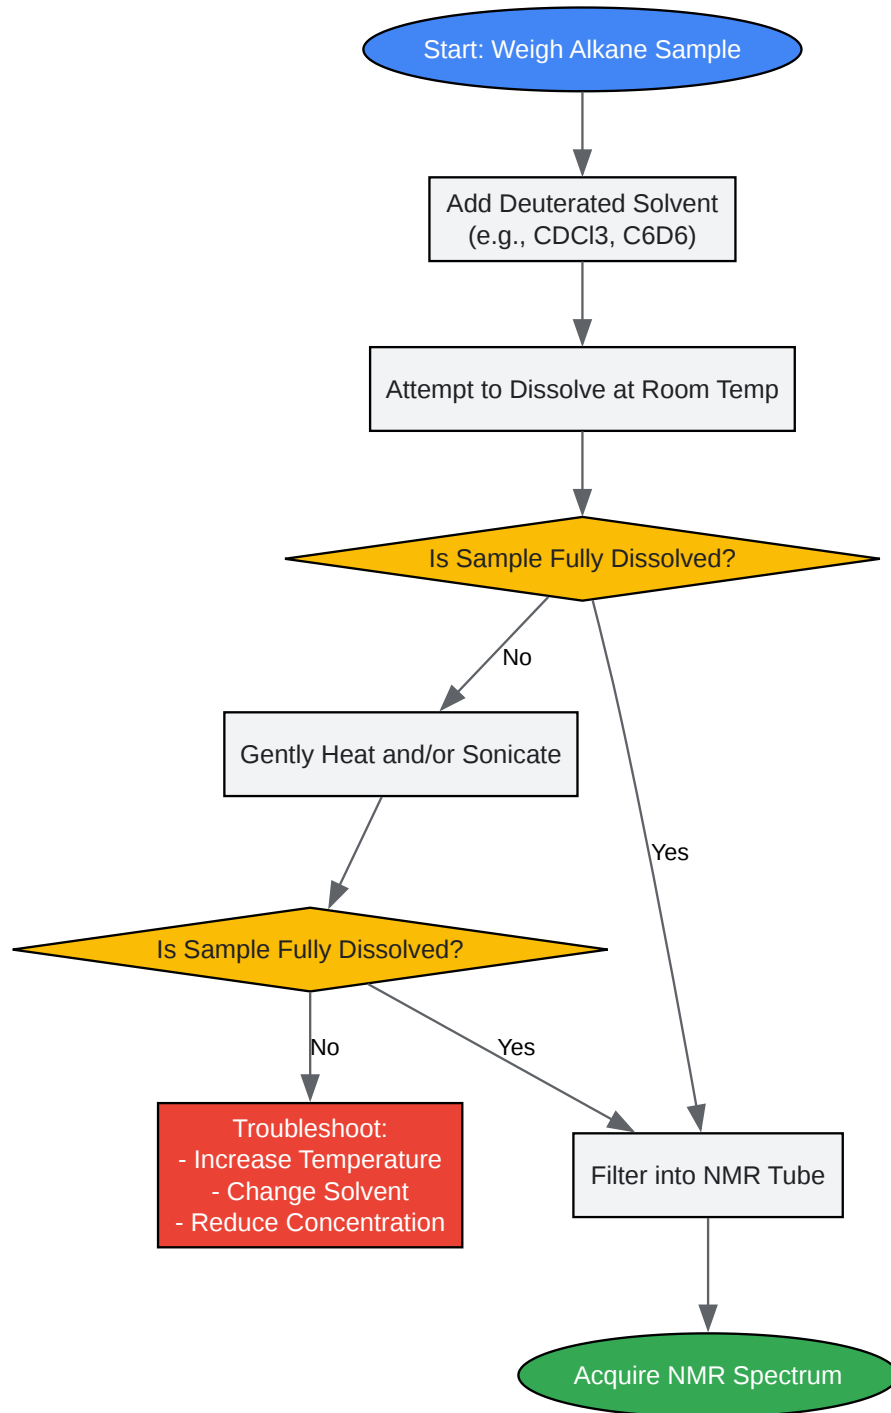 Start: Weigh Alkane Sample
Add Deuterated Solvent
(e.g., CDCl3, C6D6)
Attempt to Dissolve at Room Temp
Is Sample Fully Dissolved?
No
Gently Heat and/or Sonicate
Yes
Is Sample Fully Dissolved?
No
Yes
Troubleshoot:
- Increase Temperature
- Change Solvent
- Reduce Concentration
Filter into NMR Tube
Acquire NMR Spectrum